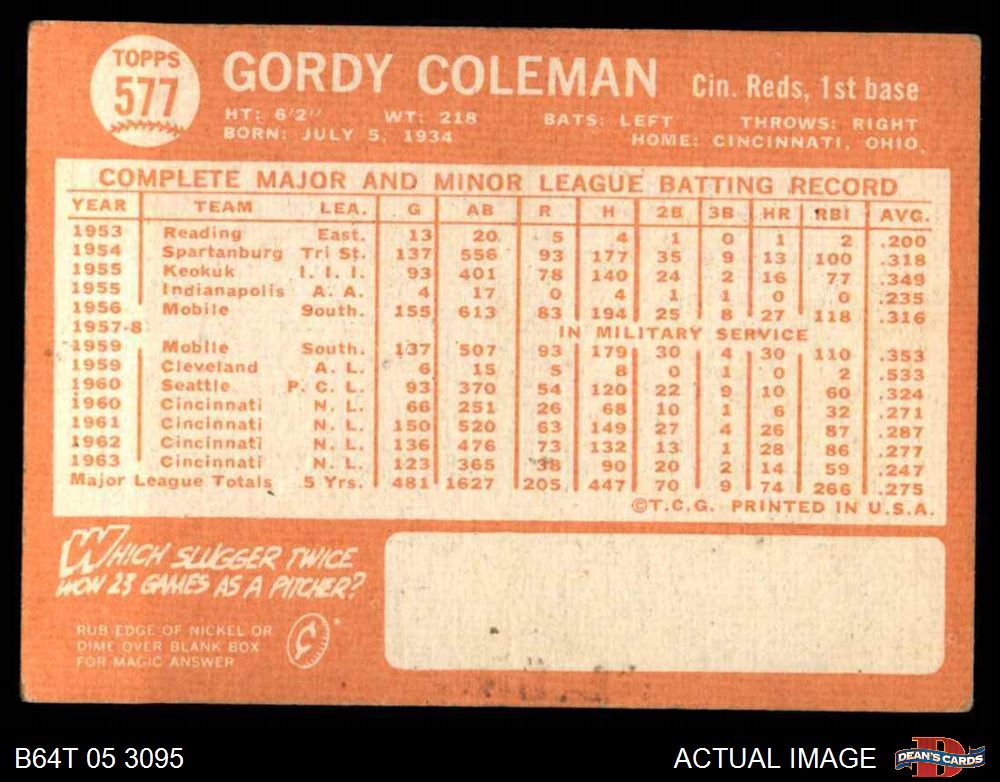 TOPPS
577
GORDY COLEMAN Cin. Reds, 1st base
HT: 6'2" WT: 218 BATS: LEFT THROWS: RIGHT
BORN: JULY 5, 1934 HOME: CINCINNATI, OHIO.
COMPLETE MAJOR AND MINOR LEAGUE BATTING RECORD
YEAR TEAM LEA. G AB R H 2B 3B HR RBI AVG.
1953 Reading East. 13 20 5 4 1 0 1 2 .200
1954 Spartanburg Tri St. 137 556 93 177 35 9 13 100 .318
1955 Keokuk I. I. I. 93 401 78 140 24 2 16 77 .349
1955 Indianapolis A. A. 4 17 0 4 1 1 0 0 .235
1956 Mobile South. 155 613 83 194 25 8 27 118 .316
1957-8 IN MILITARY SERVICE
1959 Mobile South. 137 507 93 179 30 4 30 110 .353
1959 Cleveland A. L. 6 15 5 8 0 1 0 2 .533
1960 Seattle P. C. L. 93 370 54 120 22 9 10 60 .324
1960 Cincinnati N. L. 66 251 26 68 10 1 6 32 .271
1961 Cincinnati N. L. 150 520 63 149 27 4 26 87 .287
1962 Cincinnati N. L. 136 476 73 132 13 1 28 86 .277
1963 Cincinnati N. L. 123 365 38 90 20 2 14 59 .247
Major League Totals 5 Yrs. 481 1627 205 447 70 9 74 266 .275
©T.C.G. PRINTED IN U.S.A.
WHICH SLUGGER TWICE
WON 23 GAMES AS A PITCHER?
RUB EDGE OF NICKEL OR
DIME OVER BLANK BOX
FOR MAGIC ANSWER
B64T 05 3095 ACTUAL IMAGE
D
DEAN'S CARDS